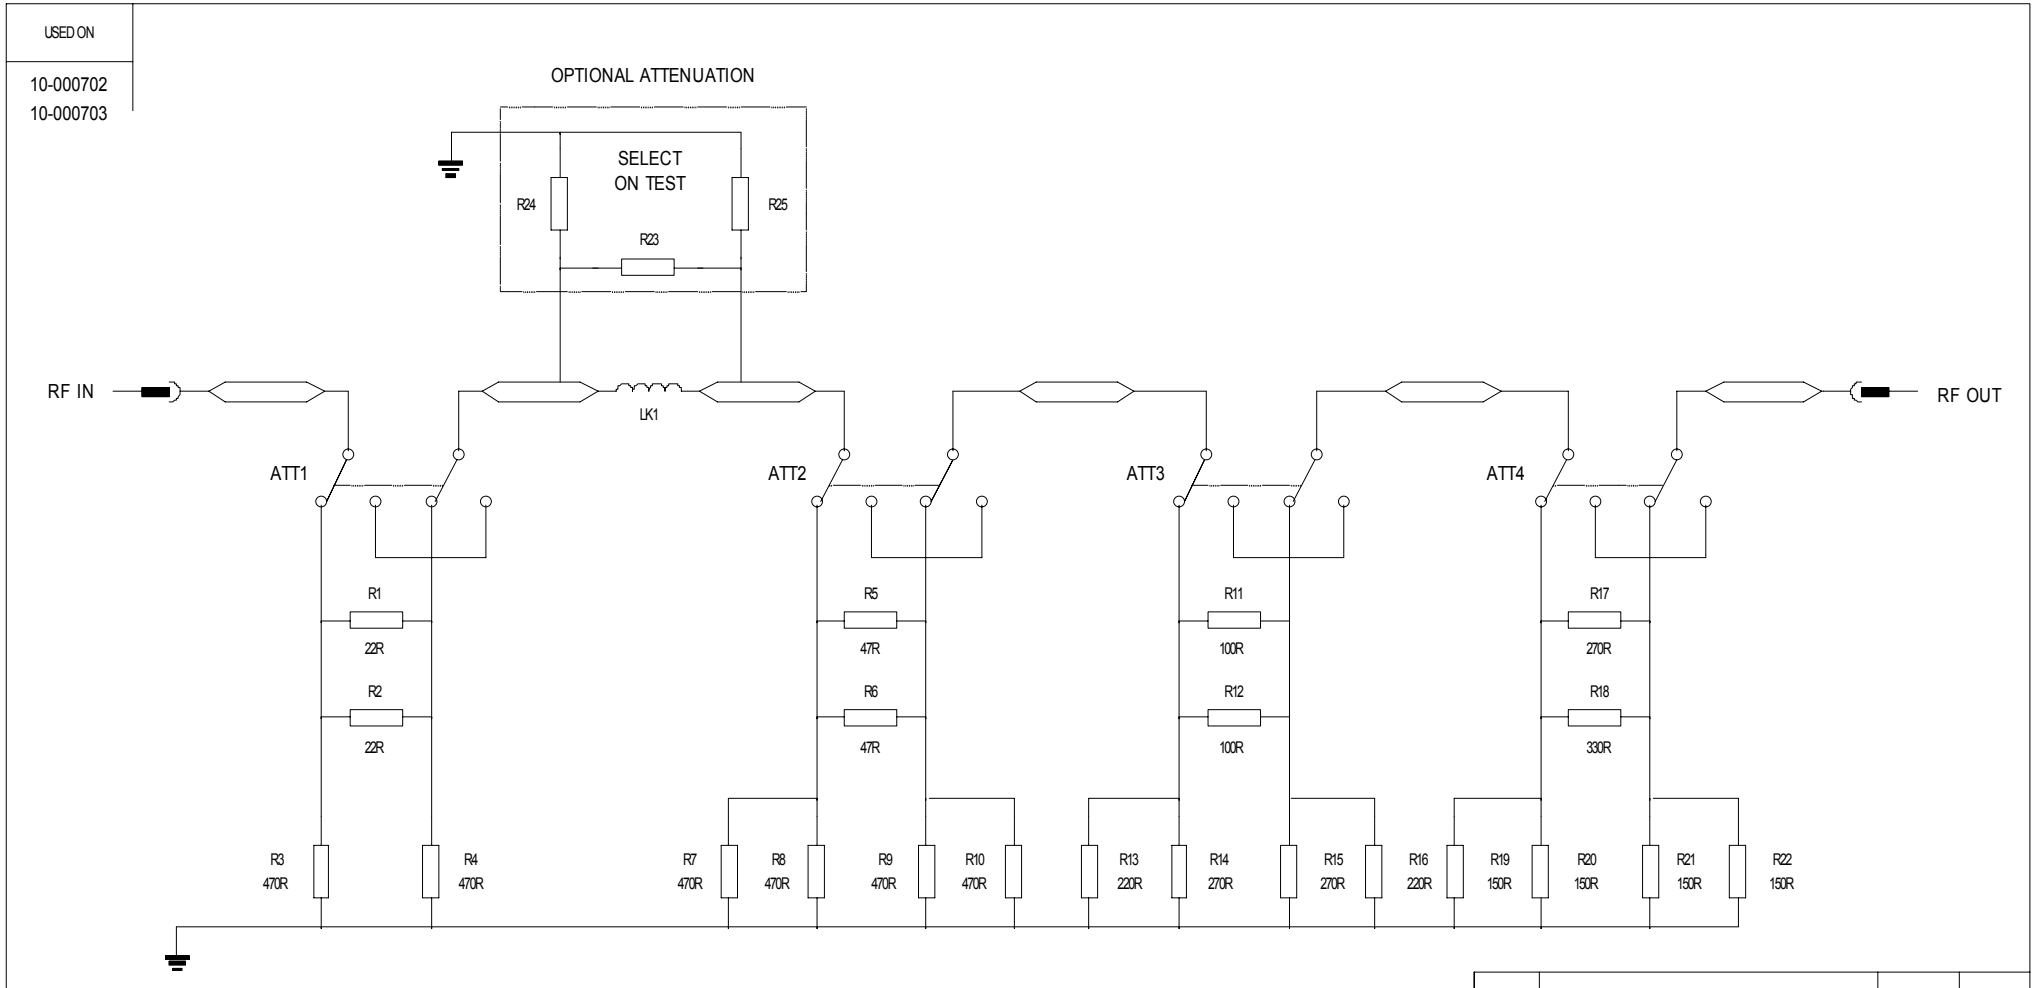 USED ON
10-000702
10-000703
OPTIONAL ATTENUATION
SELECT
ON TEST
R24
R25
R23
RF IN
LK1
RF OUT
ATT1
ATT2
ATT3
ATT4
R1
22R
R2
22R
R5
47R
R6
47R
R11
100R
R12
100R
R17
270R
R18
330R
R3
470R
R4
470R
R7
470R
R8
470R
R9
470R
R10
470R
R13
220R
R14
270R
R15
270R
R16
220R
R19
150R
R20
150R
R21
150R
R22
150R